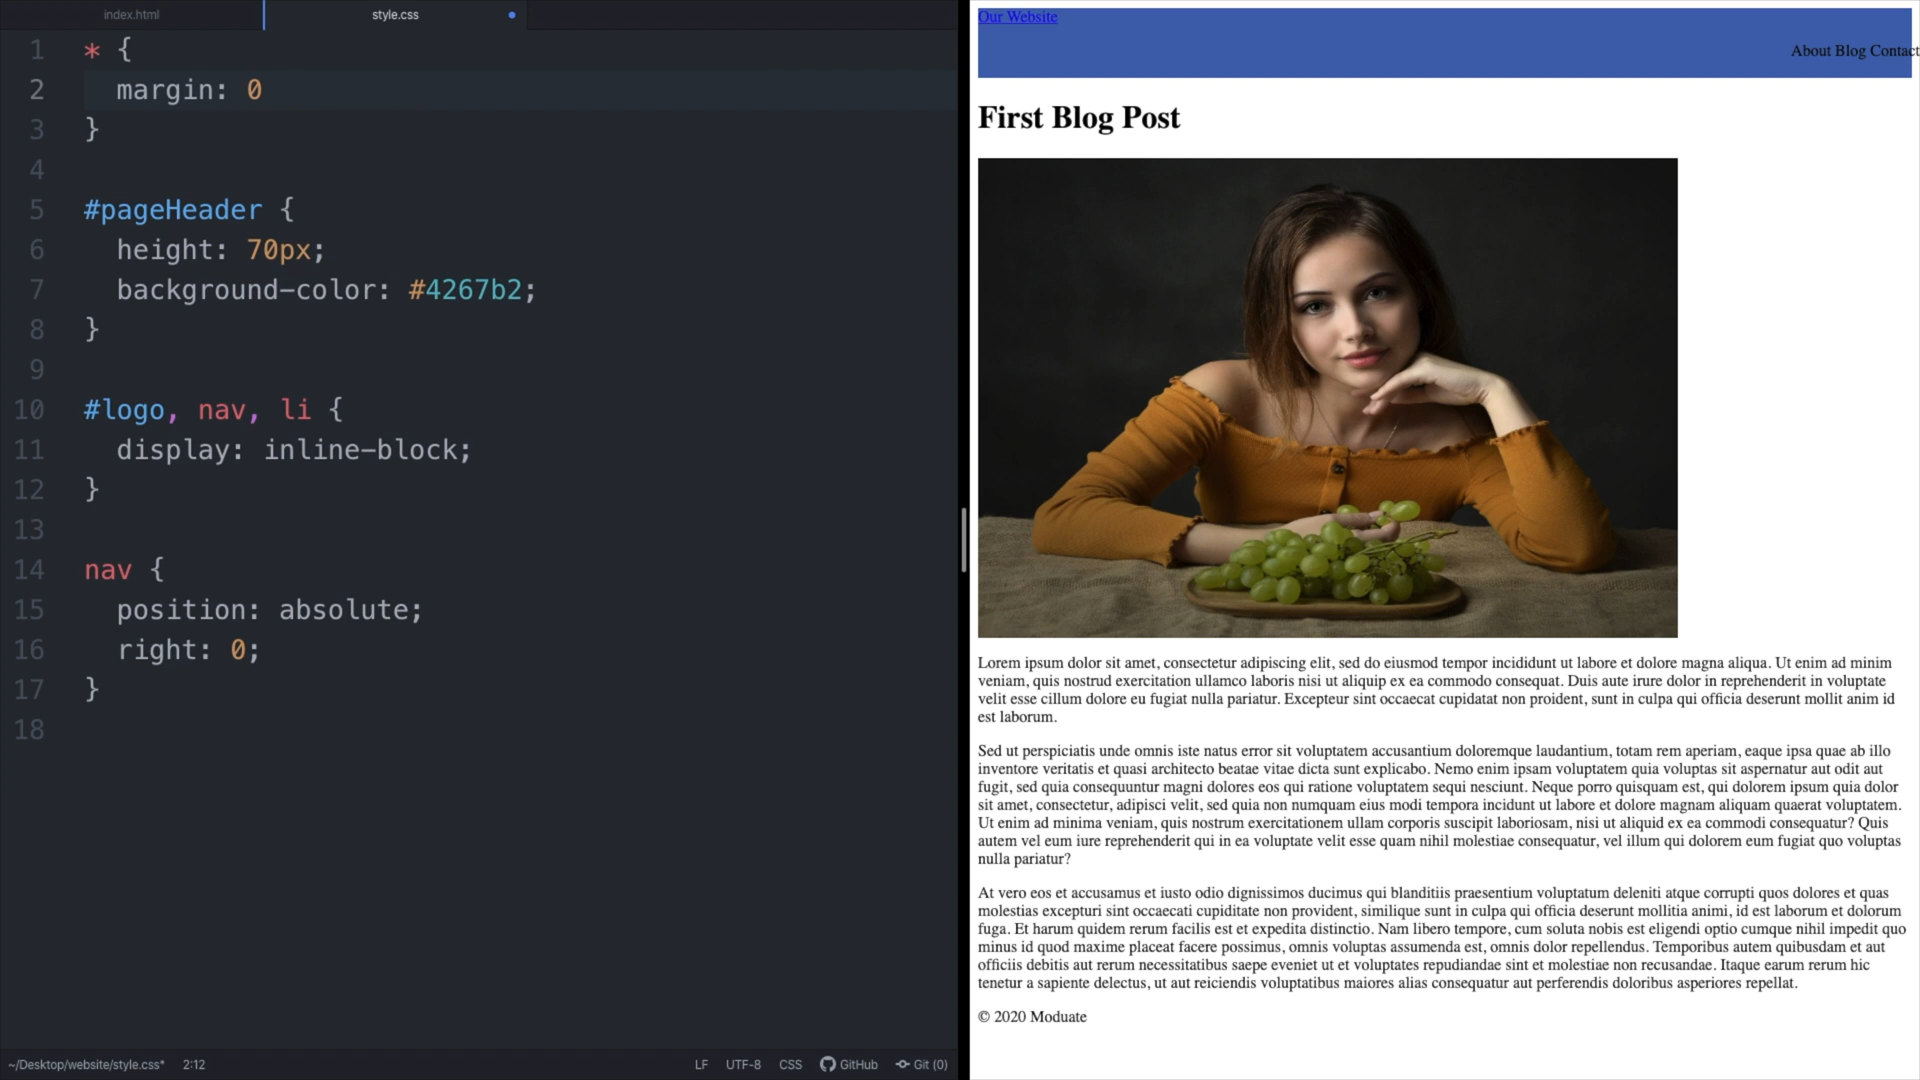 index.html
style.css
1 * {
2 margin: 0
3 }
4
5 #pageHeader {
6 height: 70px;
7 background-color: #4267b2;
8 }
9
10 #logo, nav, li {
11 display: inline-block;
12 }
13
14 nav {
15 position: absolute;
16 right: 0;
17 }
18
~/Desktop/website/style.css* 2:12 LF UTF-8 CSS GitHub Git (0)
Our Website
About Blog Contact
First Blog Post
Lorem ipsum dolor sit amet, consectetur adipiscing elit, sed do eiusmod tempor incididunt ut labore et dolore magna aliqua. Ut enim ad minim
veniam, quis nostrud exercitation ullamco laboris nisi ut aliquip ex ea commodo consequat. Duis aute irure dolor in reprehenderit in voluptate
velit esse cillum dolore eu fugiat nulla pariatur. Excepteur sint occaecat cupidatat non proident, sunt in culpa qui officia deserunt mollit anim id
est laborum.
Sed ut perspiciatis unde omnis iste natus error sit voluptatem accusantium doloremque laudantium, totam rem aperiam, eaque ipsa quae ab illo
inventore veritatis et quasi architecto beatae vitae dicta sunt explicabo. Nemo enim ipsam voluptatem quia voluptas sit aspernatur aut odit aut
fugit, sed quia consequuntur magni dolores eos qui ratione voluptatem sequi nesciunt. Neque porro quisquam est, qui dolorem ipsum quia dolor
sit amet, consectetur, adipisci velit, sed quia non numquam eius modi tempora incidunt ut labore et dolore magnam aliquam quaerat voluptatem.
Ut enim ad minima veniam, quis nostrum exercitationem ullam corporis suscipit laboriosam, nisi ut aliquid ex ea commodi consequatur? Quis
autem vel eum iure reprehenderit qui in ea voluptate velit esse quam nihil molestiae consequatur, vel illum qui dolorem eum fugiat quo voluptas
nulla pariatur?
At vero eos et accusamus et iusto odio dignissimos ducimus qui blanditiis praesentium voluptatum deleniti atque corrupti quos dolores et quas
molestias excepturi sint occaecati cupiditate non provident, similique sunt in culpa qui officia deserunt mollitia animi, id est laborum et dolorum
fuga. Et harum quidem rerum facilis est et expedita distinctio. Nam libero tempore, cum soluta nobis est eligendi optio cumque nihil impedit quo
minus id quod maxime placeat facere possimus, omnis voluptas assumenda est, omnis dolor repellendus. Temporibus autem quibusdam et aut
officiis debitis aut rerum necessitatibus saepe eveniet ut et voluptates repudiandae sint et molestiae non recusandae. Itaque earum rerum hic
tenetur a sapiente delectus, ut aut reiciendis voluptatibus maiores alias consequatur aut perferendis doloribus asperiores repellat.
© 2020 Moduate